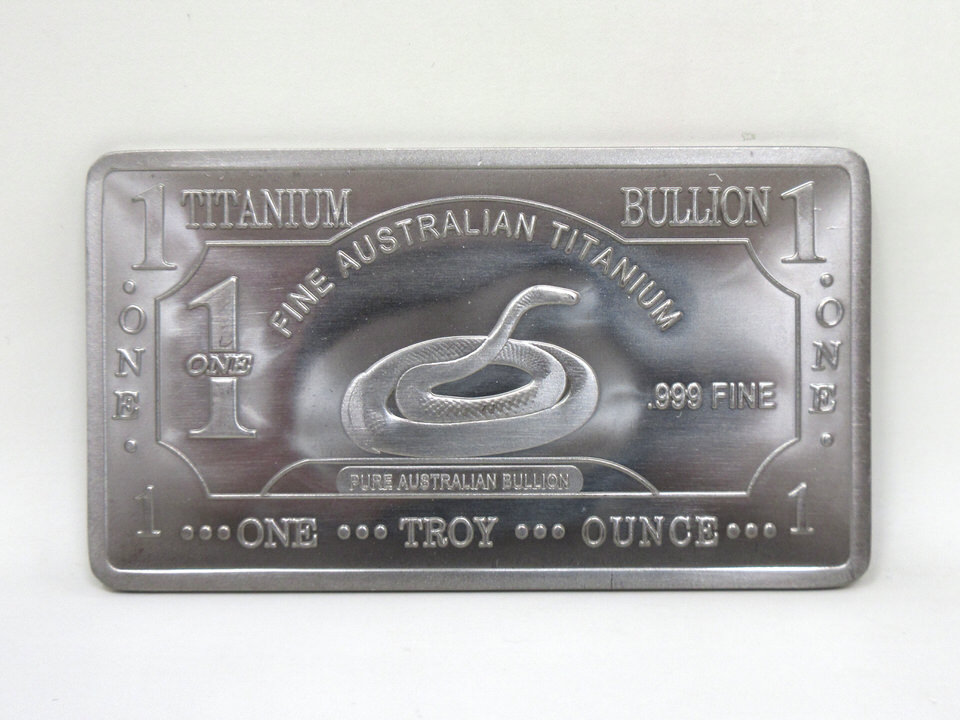 1 TITANIUM BULLION 1
FINE AUSTRALIAN TITANIUM
·ONE·
1
ONE
.999 FINE
·ONE·
PURE AUSTRALIAN BULLION
1 •••ONE •••TROY ••• OUNCE••• 1